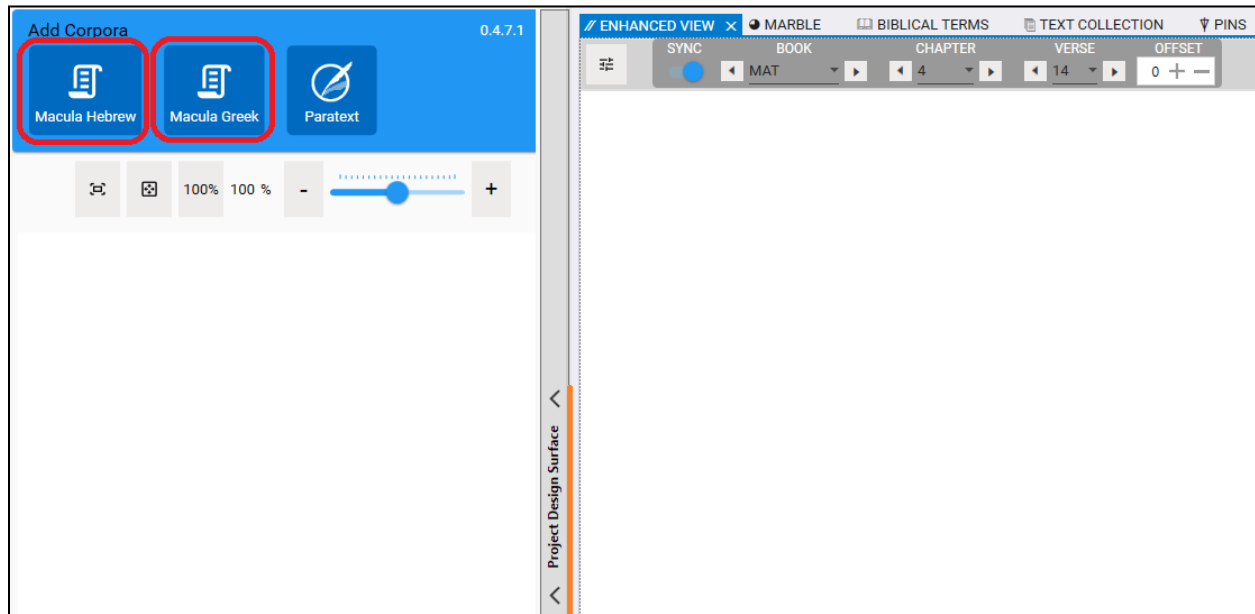 Add Corpora 0.4.7.1
Macula Hebrew Macula Greek Paratext
100% 100 % - +
Project Design Surface
ENHANCED VIEW MARBLE BIBLICAL TERMS TEXT COLLECTION PINS
SYNC BOOK CHAPTER VERSE OFFSET
MAT 4 14 0 + —